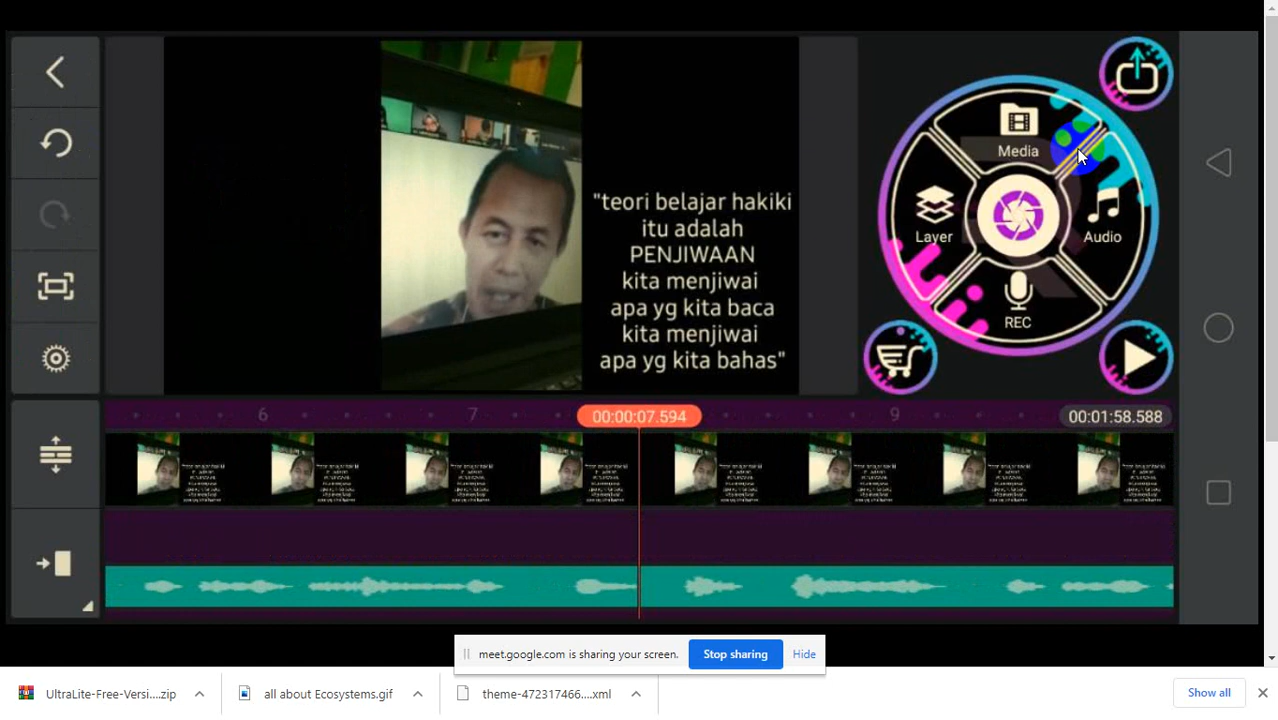 Media
Layer
Audio
REC
"teori belajar hakiki
itu adalah
PENJIWAAN
kita menjiwai
apa yg kita baca
kita menjiwai
apa yg kita bahas"
6
7
00:00:07.594
9
00:01:58.588
meet.google.com is sharing your screen.
Stop sharing
Hide
UltraLite-Free-Versi....zip
all about Ecosystems.gif
theme-472317466....xml
Show all